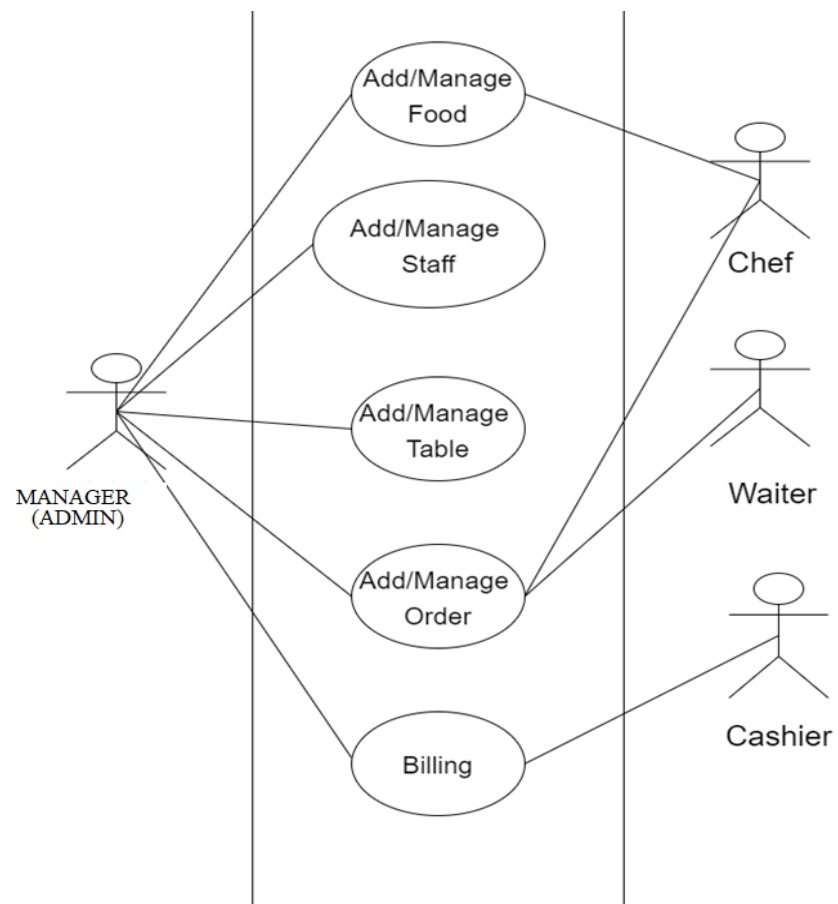 Add/Manage
Food
Add/Manage
Staff
Chef
Add/Manage
Table
MANAGER
(ADMIN)
Waiter
Add/Manage
Order
Cashier
Billing